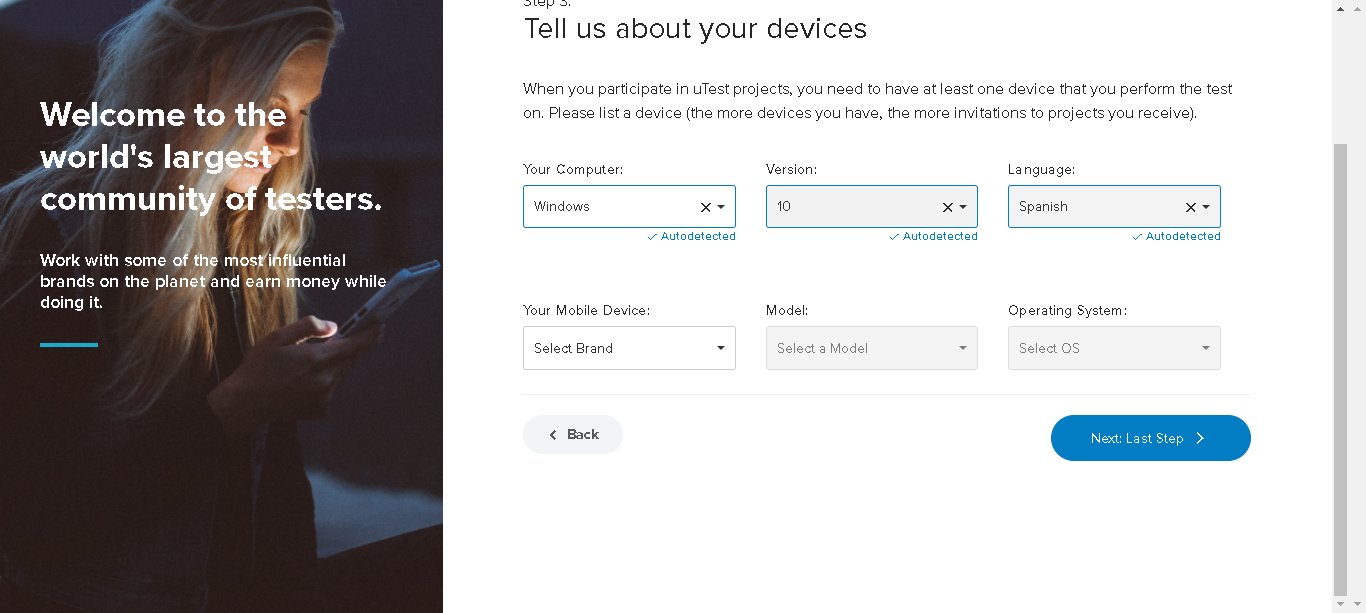 Step 3:
Tell us about your devices
Welcome to the
world's largest
community of testers.
Work with some of the most influential
brands on the planet and earn money while
doing it.
When you participate in uTest projects, you need to have at least one device that you perform the test
on. Please list a device (the more devices you have, the more invitations to projects you receive).
Your Computer: Version: Language:
Windows 10 Spanish
Autodetected Autodetected Autodetected
Your Mobile Device: Model: Operating System:
Select Brand Select a Model Select OS
Back Next: Last Step